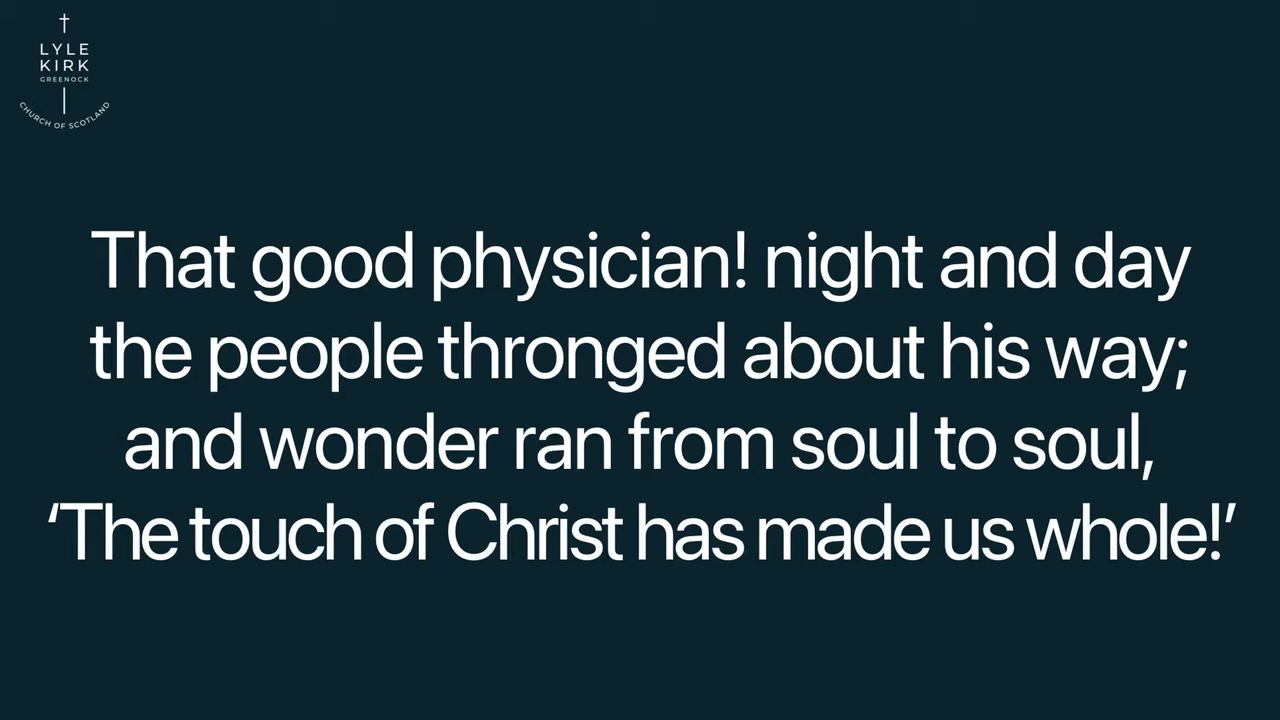 LYLE
KIRK
GREENOCK
CHURCH OF SCOTLAND
That good physician! night and day
the people thronged about his way;
and wonder ran from soul to soul,
‘The touch of Christ has made us whole!’